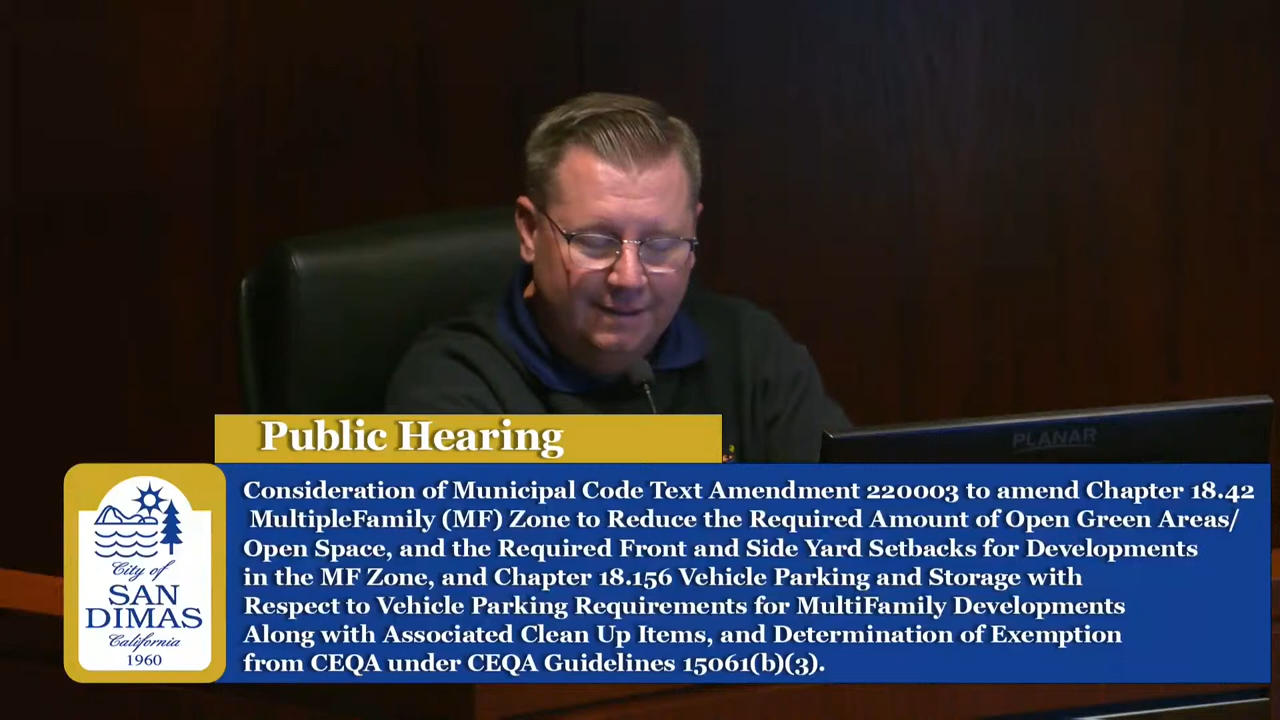 PLANAR
Public Hearing
Consideration of Municipal Code Text Amendment 220003 to amend Chapter 18.42
MultipleFamily (MF) Zone to Reduce the Required Amount of Open Green Areas/
Open Space, and the Required Front and Side Yard Setbacks for Developments
in the MF Zone, and Chapter 18.156 Vehicle Parking and Storage with
Respect to Vehicle Parking Requirements for MultiFamily Developments
Along with Associated Clean Up Items, and Determination of Exemption
from CEQA under CEQA Guidelines 15061(b)(3).
City of
SAN
DIMAS
California
1960